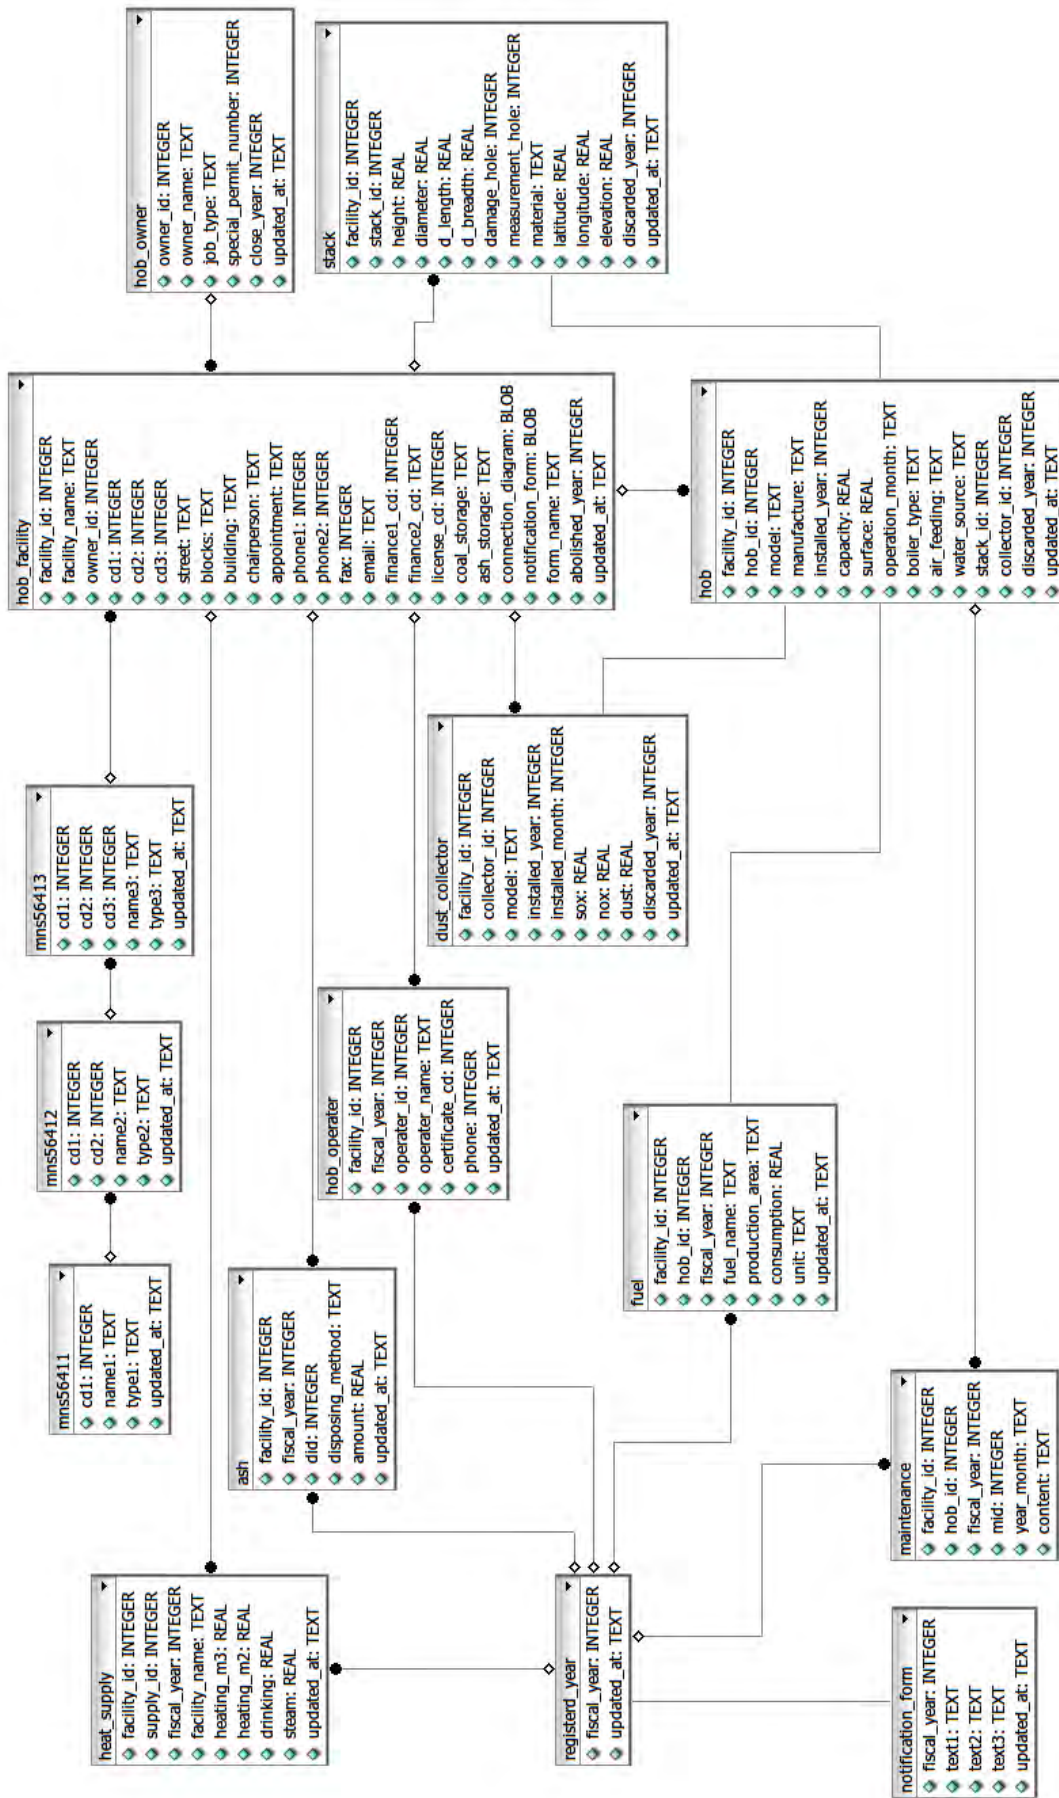 heat_supply
facility_id: INTEGER
supply_id: INTEGER
fiscal_year: INTEGER
facility_name: TEXT
heating_m3: REAL
heating_m2: REAL
drinking: REAL
steam: REAL
updated_at: TEXT
mns56411
cd1: INTEGER
name1: TEXT
type1: TEXT
updated_at: TEXT
mns56412
cd1: INTEGER
cd2: INTEGER
name2: TEXT
type2: TEXT
updated_at: TEXT
mns56413
cd1: INTEGER
cd2: INTEGER
cd3: INTEGER
name3: TEXT
type3: TEXT
updated_at: TEXT
hob_facility
facility_id: INTEGER
facility_name: TEXT
owner_id: INTEGER
cd1: INTEGER
cd2: INTEGER
cd3: INTEGER
street: TEXT
blocks: TEXT
building: TEXT
chairperson: TEXT
appointment: TEXT
phone1: INTEGER
phone2: INTEGER
fax: INTEGER
email: TEXT
finance1_cd: INTEGER
finance2_cd: TEXT
license_cd: INTEGER
coal_storage: TEXT
ash_storage: TEXT
connection_diagram: BLOB
notification_form: BLOB
form_name: TEXT
abolished_year: INTEGER
updated_at: TEXT
hob_owner
owner_id: INTEGER
owner_name: TEXT
job_type: TEXT
special_permit_number: INTEGER
close_year: INTEGER
updated_at: TEXT
ash
facility_id: INTEGER
fiscal_year: INTEGER
did: INTEGER
disposing_method: TEXT
amount: REAL
updated_at: TEXT
hob_operater
facility_id: INTEGER
fiscal_year: INTEGER
operater_id: INTEGER
operater_name: TEXT
certificate_cd: INTEGER
phone: INTEGER
updated_at: TEXT
stack
facility_id: INTEGER
stack_id: INTEGER
height: REAL
diameter: REAL
d_length: REAL
d_breadth: REAL
damage_hole: INTEGER
measurement_hole: INTEGER
material: TEXT
latitude: REAL
longitude: REAL
elevation: REAL
discarded_year: INTEGER
updated_at: TEXT
dust_collector
facility_id: INTEGER
collector_id: INTEGER
model: TEXT
installed_year: INTEGER
installed_month: INTEGER
sox: REAL
nox: REAL
dust: REAL
discarded_year: INTEGER
updated_at: TEXT
registerd_year
fiscal_year: INTEGER
updated_at: TEXT
fuel
facility_id: INTEGER
hob_id: INTEGER
fiscal_year: INTEGER
fuel_name: TEXT
production_area: TEXT
consumption: REAL
unit: TEXT
updated_at: TEXT
hob
facility_id: INTEGER
hob_id: INTEGER
model: TEXT
manufacture: TEXT
installed_year: INTEGER
capacity: REAL
surface: REAL
operation_month: TEXT
boiler_type: TEXT
air_feeding: TEXT
water_source: TEXT
stack_id: INTEGER
collector_id: INTEGER
discarded_year: INTEGER
updated_at: TEXT
notification_form
fiscal_year: INTEGER
text1: TEXT
text2: TEXT
text3: TEXT
updated_at: TEXT
maintenance
facility_id: INTEGER
hob_id: INTEGER
fiscal_year: INTEGER
mid: INTEGER
year_month: TEXT
content: TEXT